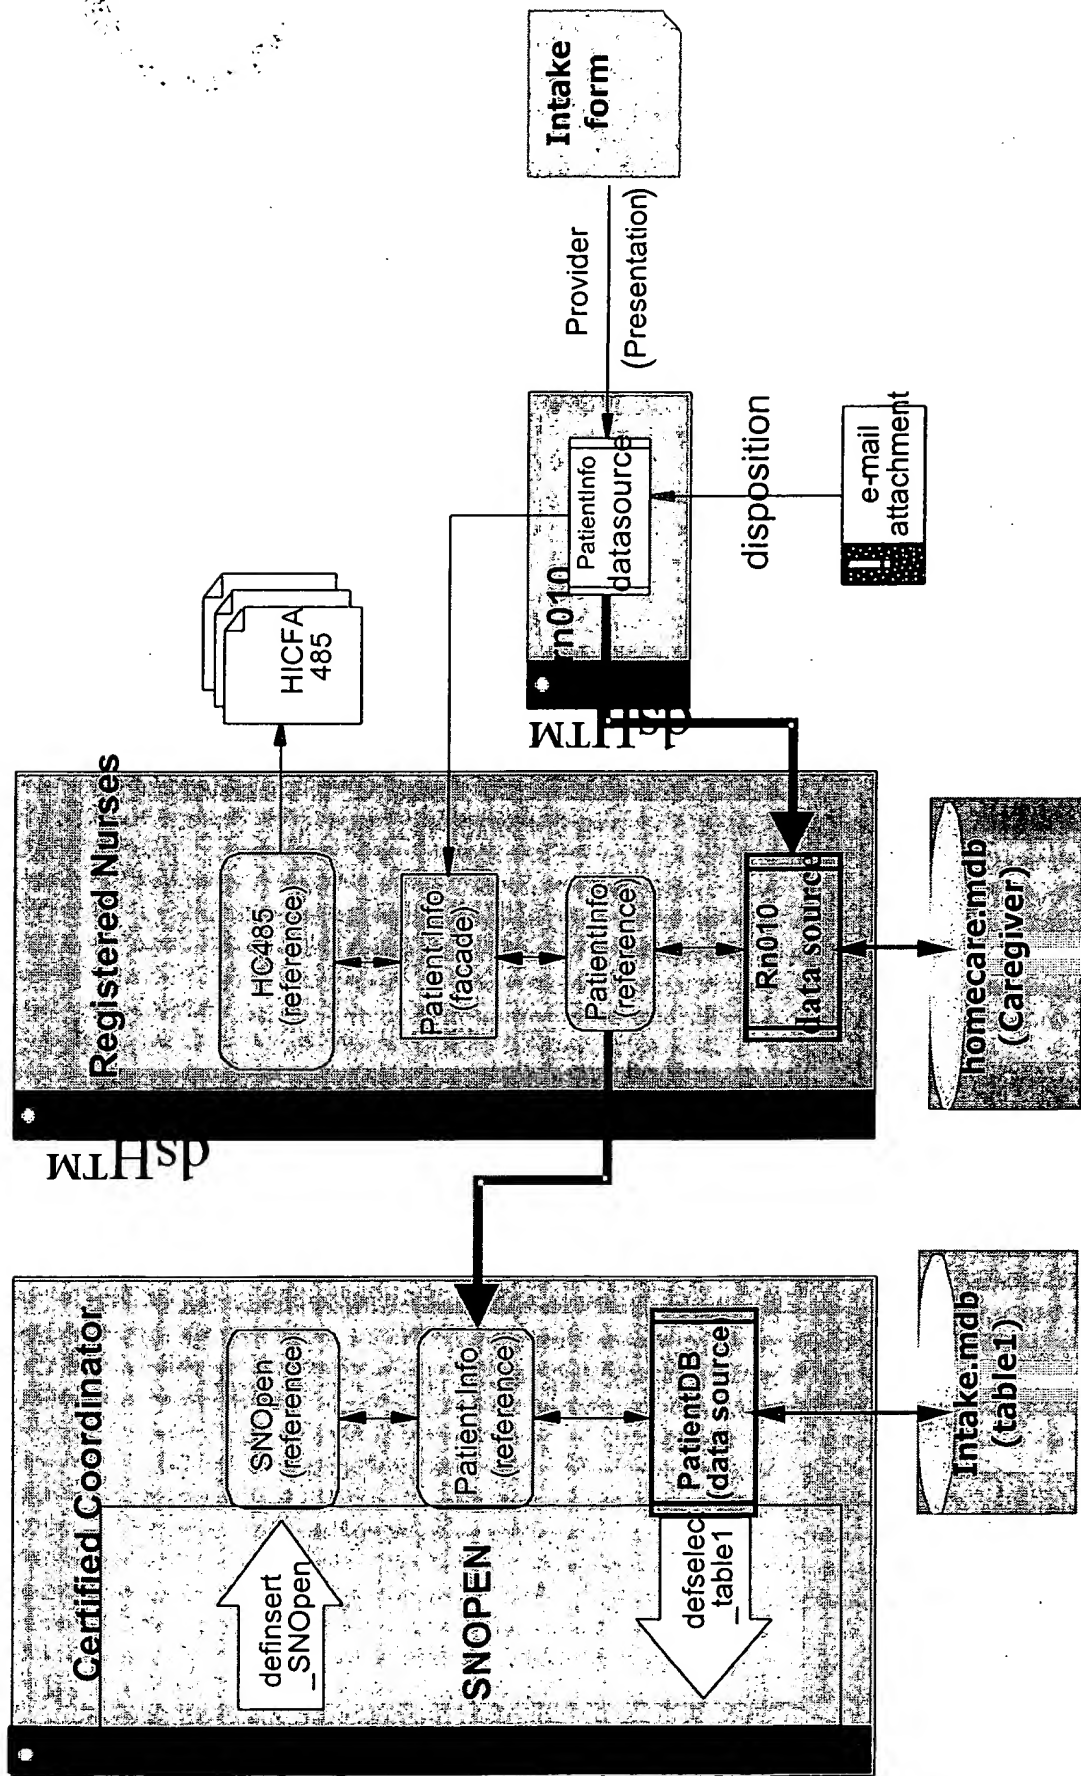 Certified Coordinator
definsert
_SNOpen
SNOpen
(reference)
SNOPEN
Patient.Info
(reference)
defselec
_table1
PatientDB
(data source)
Intake.mdb
(table1)
dsHTM
Registered Nurses
HC485
(reference)
HICFA
485
Patient.Info
(facade)
PatientInfo
(reference)
Rn010
data source
homecare.mdb
(Caregiver)
dsHTM
rn010
PatientInfo
datasource
Provider
(Presentation)
Intake
form
disposition
e-mail
attachment